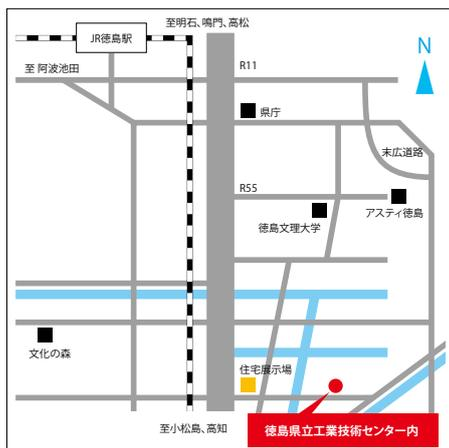 至明石、鳴門、高松
JR徳島駅
N
至 阿波池田
R11
県庁
末広道路
R55
アスティ徳島
徳島文理大学
文化の森
住宅展示場
至小松島、高知
徳島県立工業技術センター内